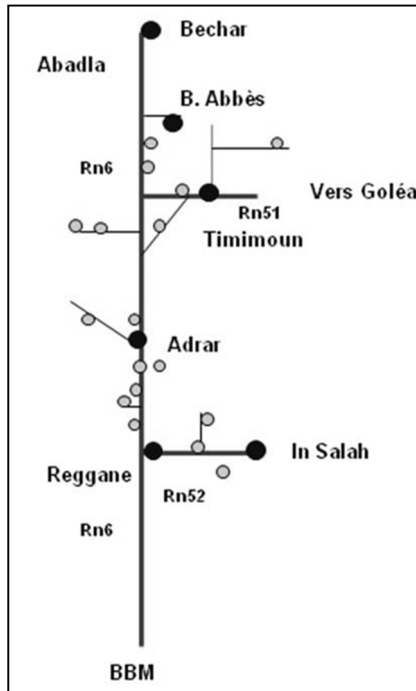 Bechar
Abadla
B. Abbès
Rn6
Vers Goléa
Rn51
Timimoun
Adrar
In Salah
Reggane
Rn52
Rn6
BBM